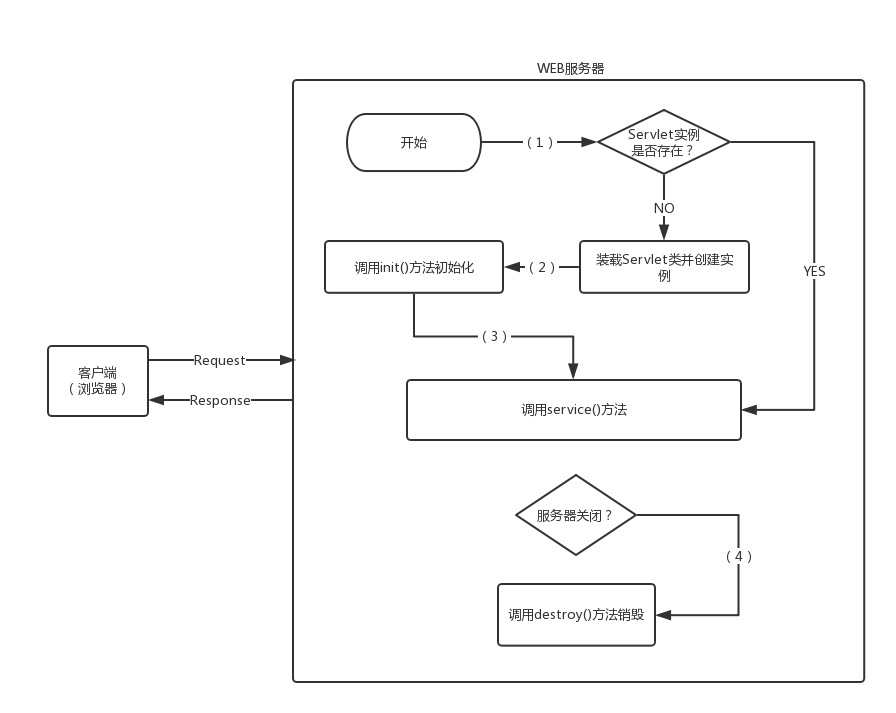 WEB服务器
开始
（1）
Servlet实例
是否存在？
NO
YES
调用init()方法初始化
（2）
装载Servlet类并创建实
例
（3）
客户端
（浏览器）
Request
Response
调用service()方法
服务器关闭？
（4）
调用destroy()方法销毁